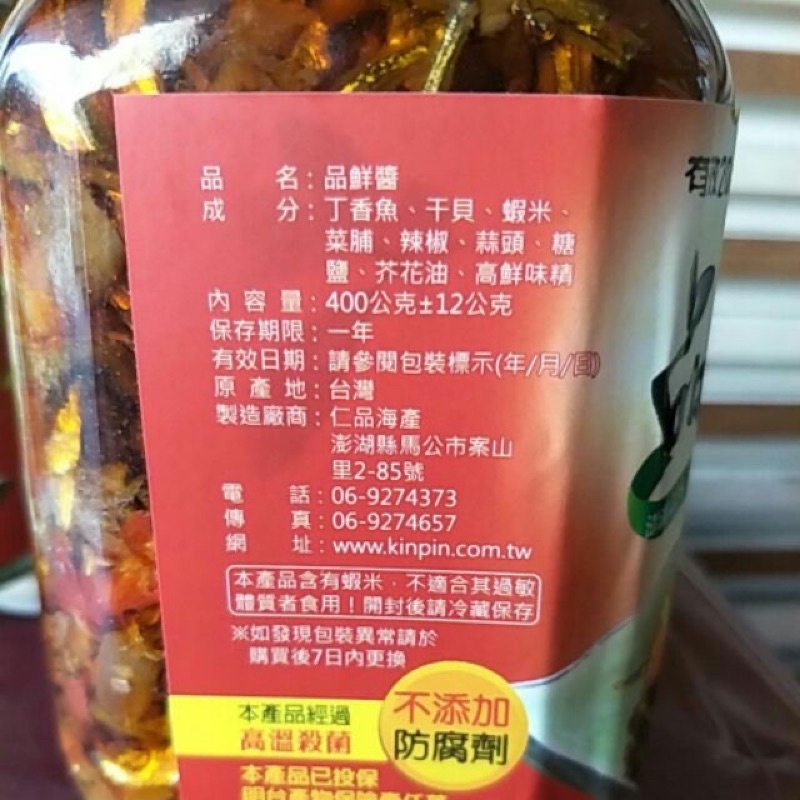 品　　名：品鮮醬
成　　分：丁香魚、干貝、蝦米、
菜脯、辣椒、蒜頭、糖
鹽、芥花油、高鮮味精
內 容 量：400公克±12公克
保存期限：一年
有效日期：請參閱包裝標示(年/月/日)
原 產 地：台灣
製造廠商：仁品海產
澎湖縣馬公市案山
里2-85號
電　　話：06-9274373
傳　　真：06-9274657
網　　址：www.kinpin.com.tw
本產品含有蝦米，不適合其過敏
體質者食用！開封後請冷藏保存
※如發現包裝異常請於
購買後7日內更換
本產品經過
高溫殺菌
不添加
防腐劑
本產品已投保